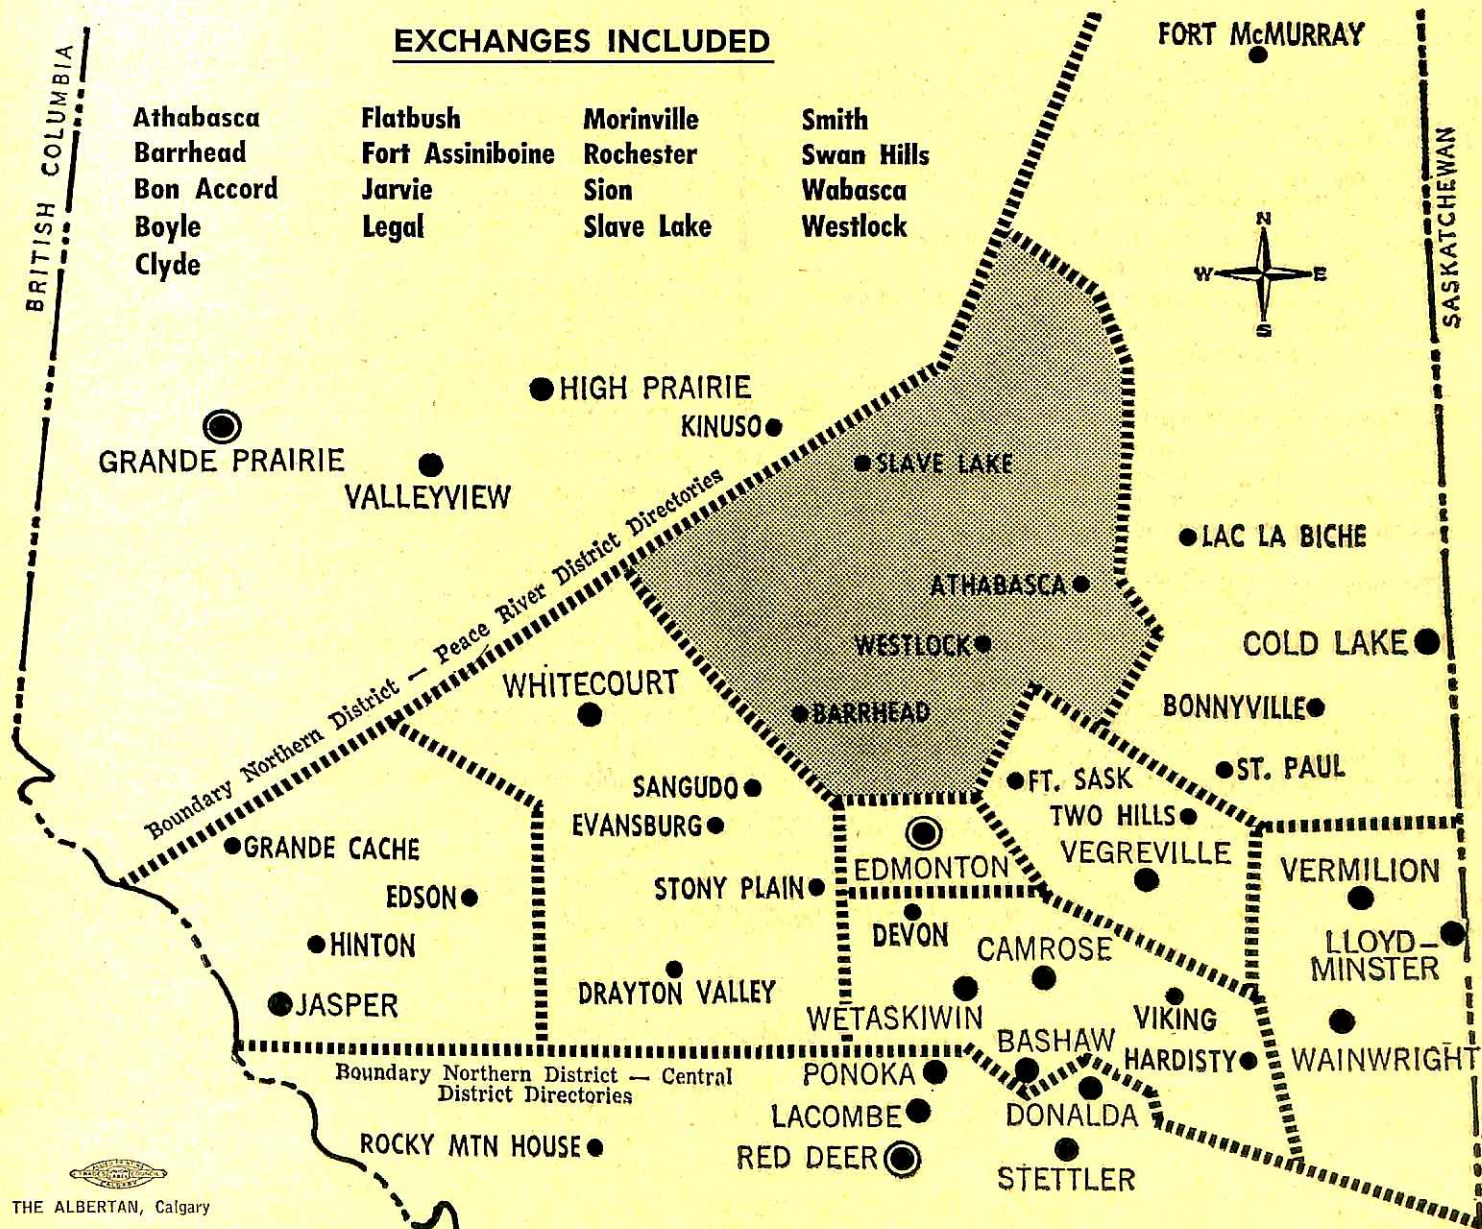 EXCHANGES INCLUDED
Athabasca
Barrhead
Bon Accord
Boyle
Clyde
Flatbush
Fort Assiniboine
Jarvie
Legal
Morinville
Rochester
Sion
Slave Lake
Smith
Swan Hills
Wabasca
Westlock
BRITISH COLUMBIA
FORT McMURRAY
SASKATCHEWAN
N
W E
S
HIGH PRAIRIE
KINUSO
GRANDE PRAIRIE
VALLEYVIEW
SLAVE LAKE
Boundary Northern District — Peace River District Directories
LAC LA BICHE
ATHABASCA
WESTLOCK
COLD LAKE
WHITECOURT
BARRHEAD
BONNYVILLE
ST. PAUL
SANGUDO
FT. SASK
EVANSBURG
TWO HILLS
GRANDE CACHE
EDMONTON
VEGREVILLE
VERMILION
EDSON
STONY PLAIN
DEVON
HINTON
CAMROSE
LLOYD–
MINSTER
JASPER
DRAYTON VALLEY
WETASKIWIN
VIKING
BASHAW
HARDISTY
WAINWRIGHT
Boundary Northern District — Central
District Directories
PONOKA
LACOMBE
DONALDA
ROCKY MTN HOUSE
RED DEER
STETTLER
THE ALBERTAN, Calgary